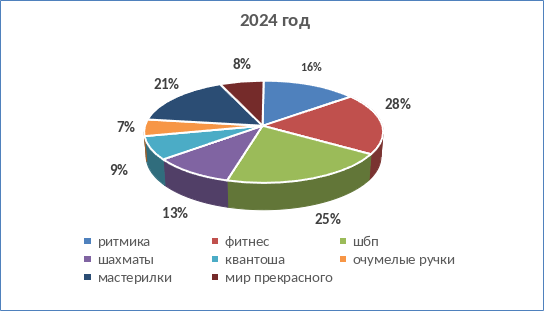 2024 год
8%
16%
21%
28%
7%
9%
13%
25%
ритмика фитнес шбп
шахматы квантоша очумелые ручки
мастерилки мир прекрасного